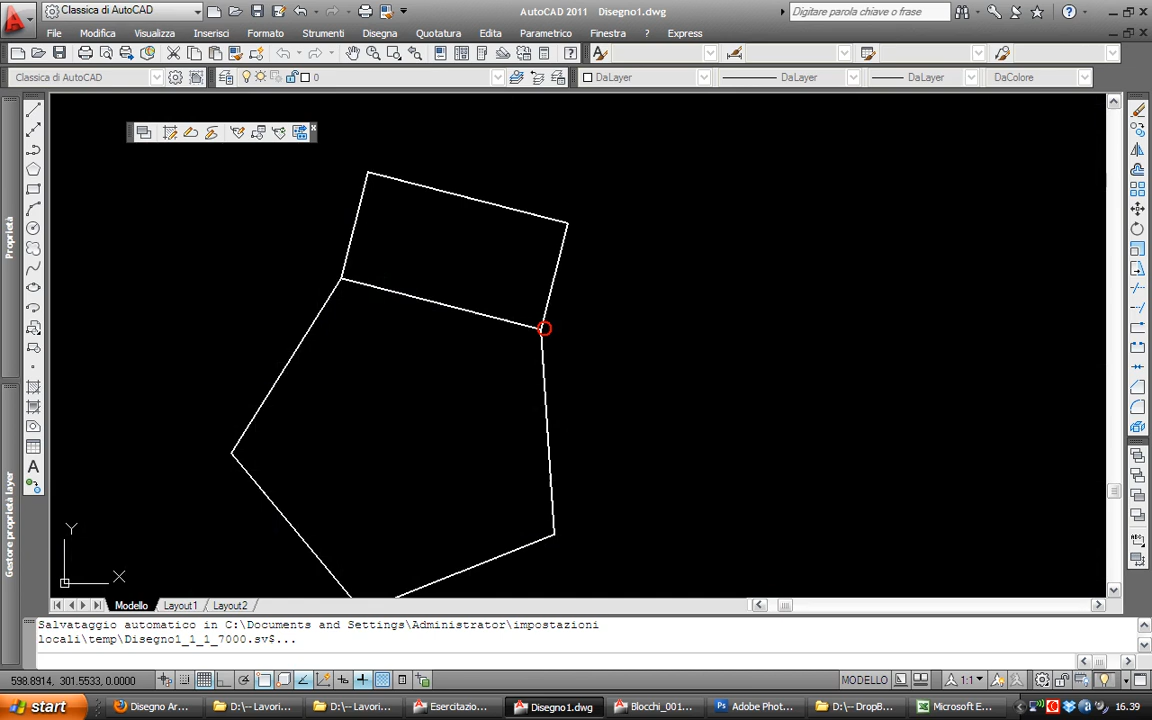 Classica di AutoCAD
AutoCAD 2011 Disegno1.dwg
Digitare parola chiave o frase
File Modifica Visualizza Inserisci Formato Strumenti Disegna Quotatura Edita Parametrico Finestra ? Express
Classica di AutoCAD
0
DaLayer
DaLayer
DaLayer
DaColore
Proprietà
Gestore proprietà layer
A
Y
X
Modello Layout1 Layout2
Salvataggio automatico in C:\Documents and Settings\Administrator\impostazioni
locali\temp\Disegno1_1_1_7000.sv$...
598.8914, 301.5533, 0.0000
MODELLO
1:1
start
Disegno Ar...
D:\-- Lavori...
D:\-- Lavori...
Esercitazio...
Disegno1.dwg
Blocchi_001...
Adobe Phot...
D:\-- DropB...
Microsoft E...
16.39